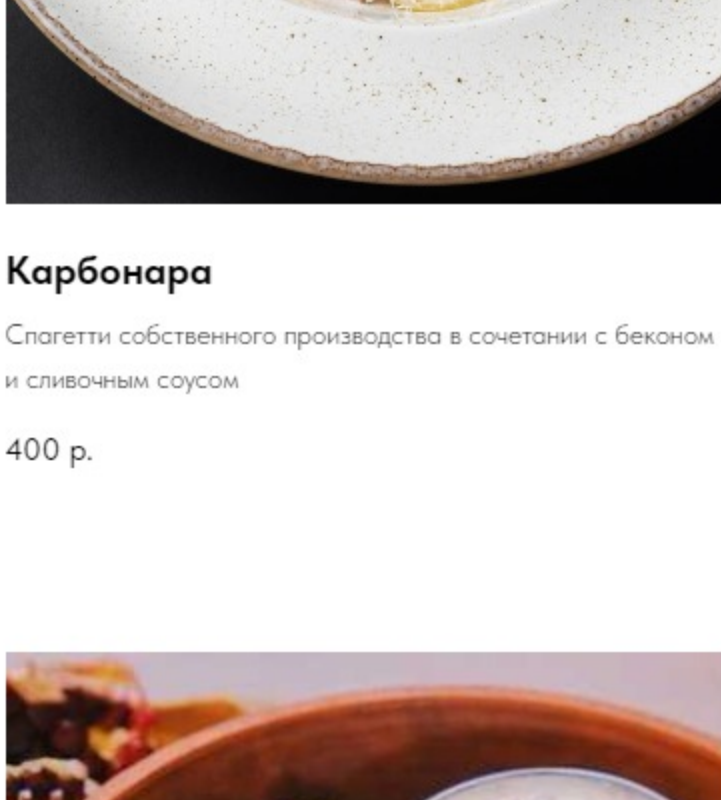 Карбонара
Спагетти собственного производства в сочетании с беконом
и сливочным соусом
400 р.